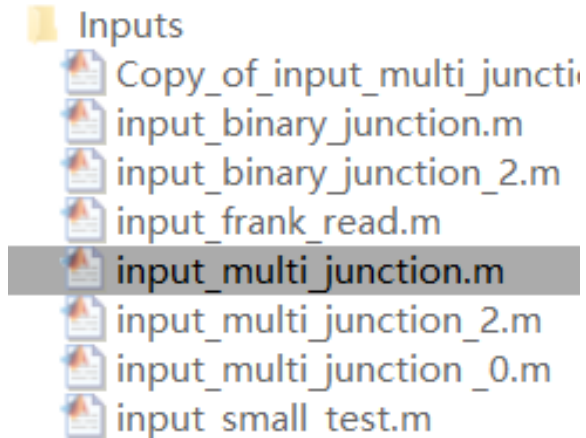 Inputs
Copy_of_input_multi_juncti
input_binary_junction.m
input_binary_junction_2.m
input_frank_read.m
input_multi_junction.m
input_multi_junction_2.m
input_multi_junction _0.m
input_small_test.m